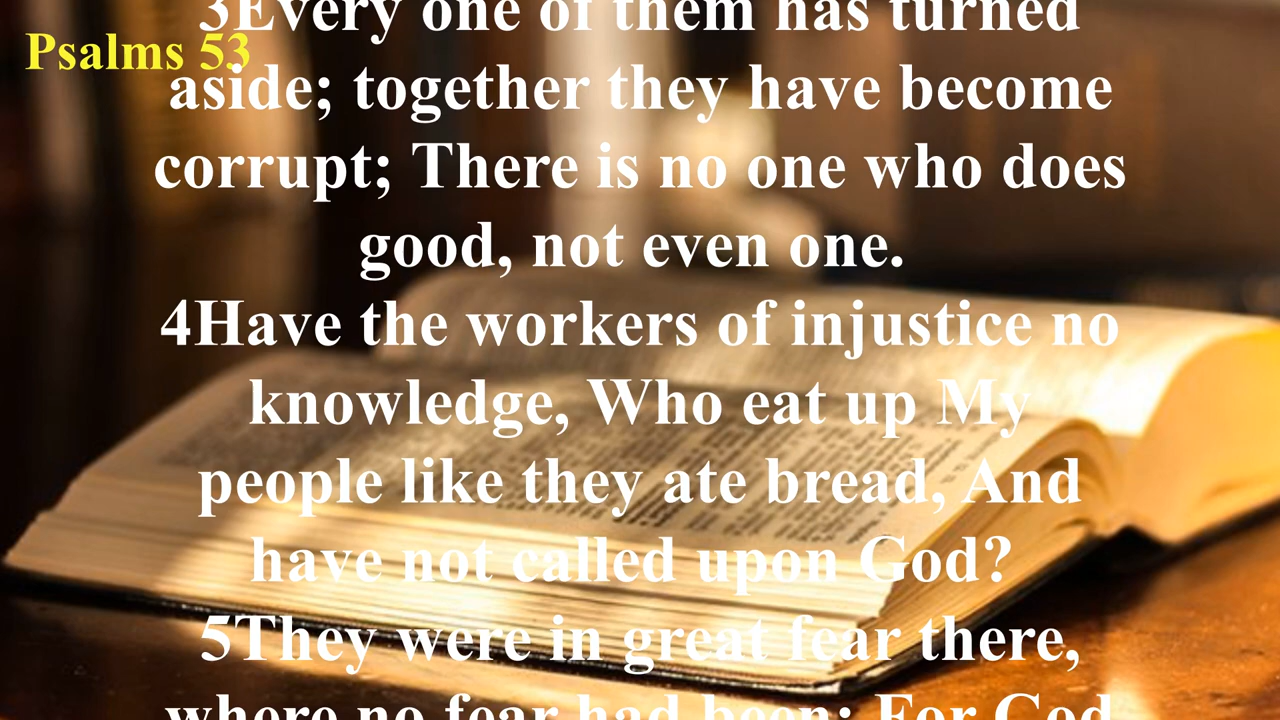 Psalms 53
3Every one of them has turned
aside; together they have become
corrupt; There is no one who does
good, not even one.
4Have the workers of injustice no
knowledge, Who eat up My
people like they ate bread, And
have not called upon God?
5They were in great fear there,
where no fear had been; For God